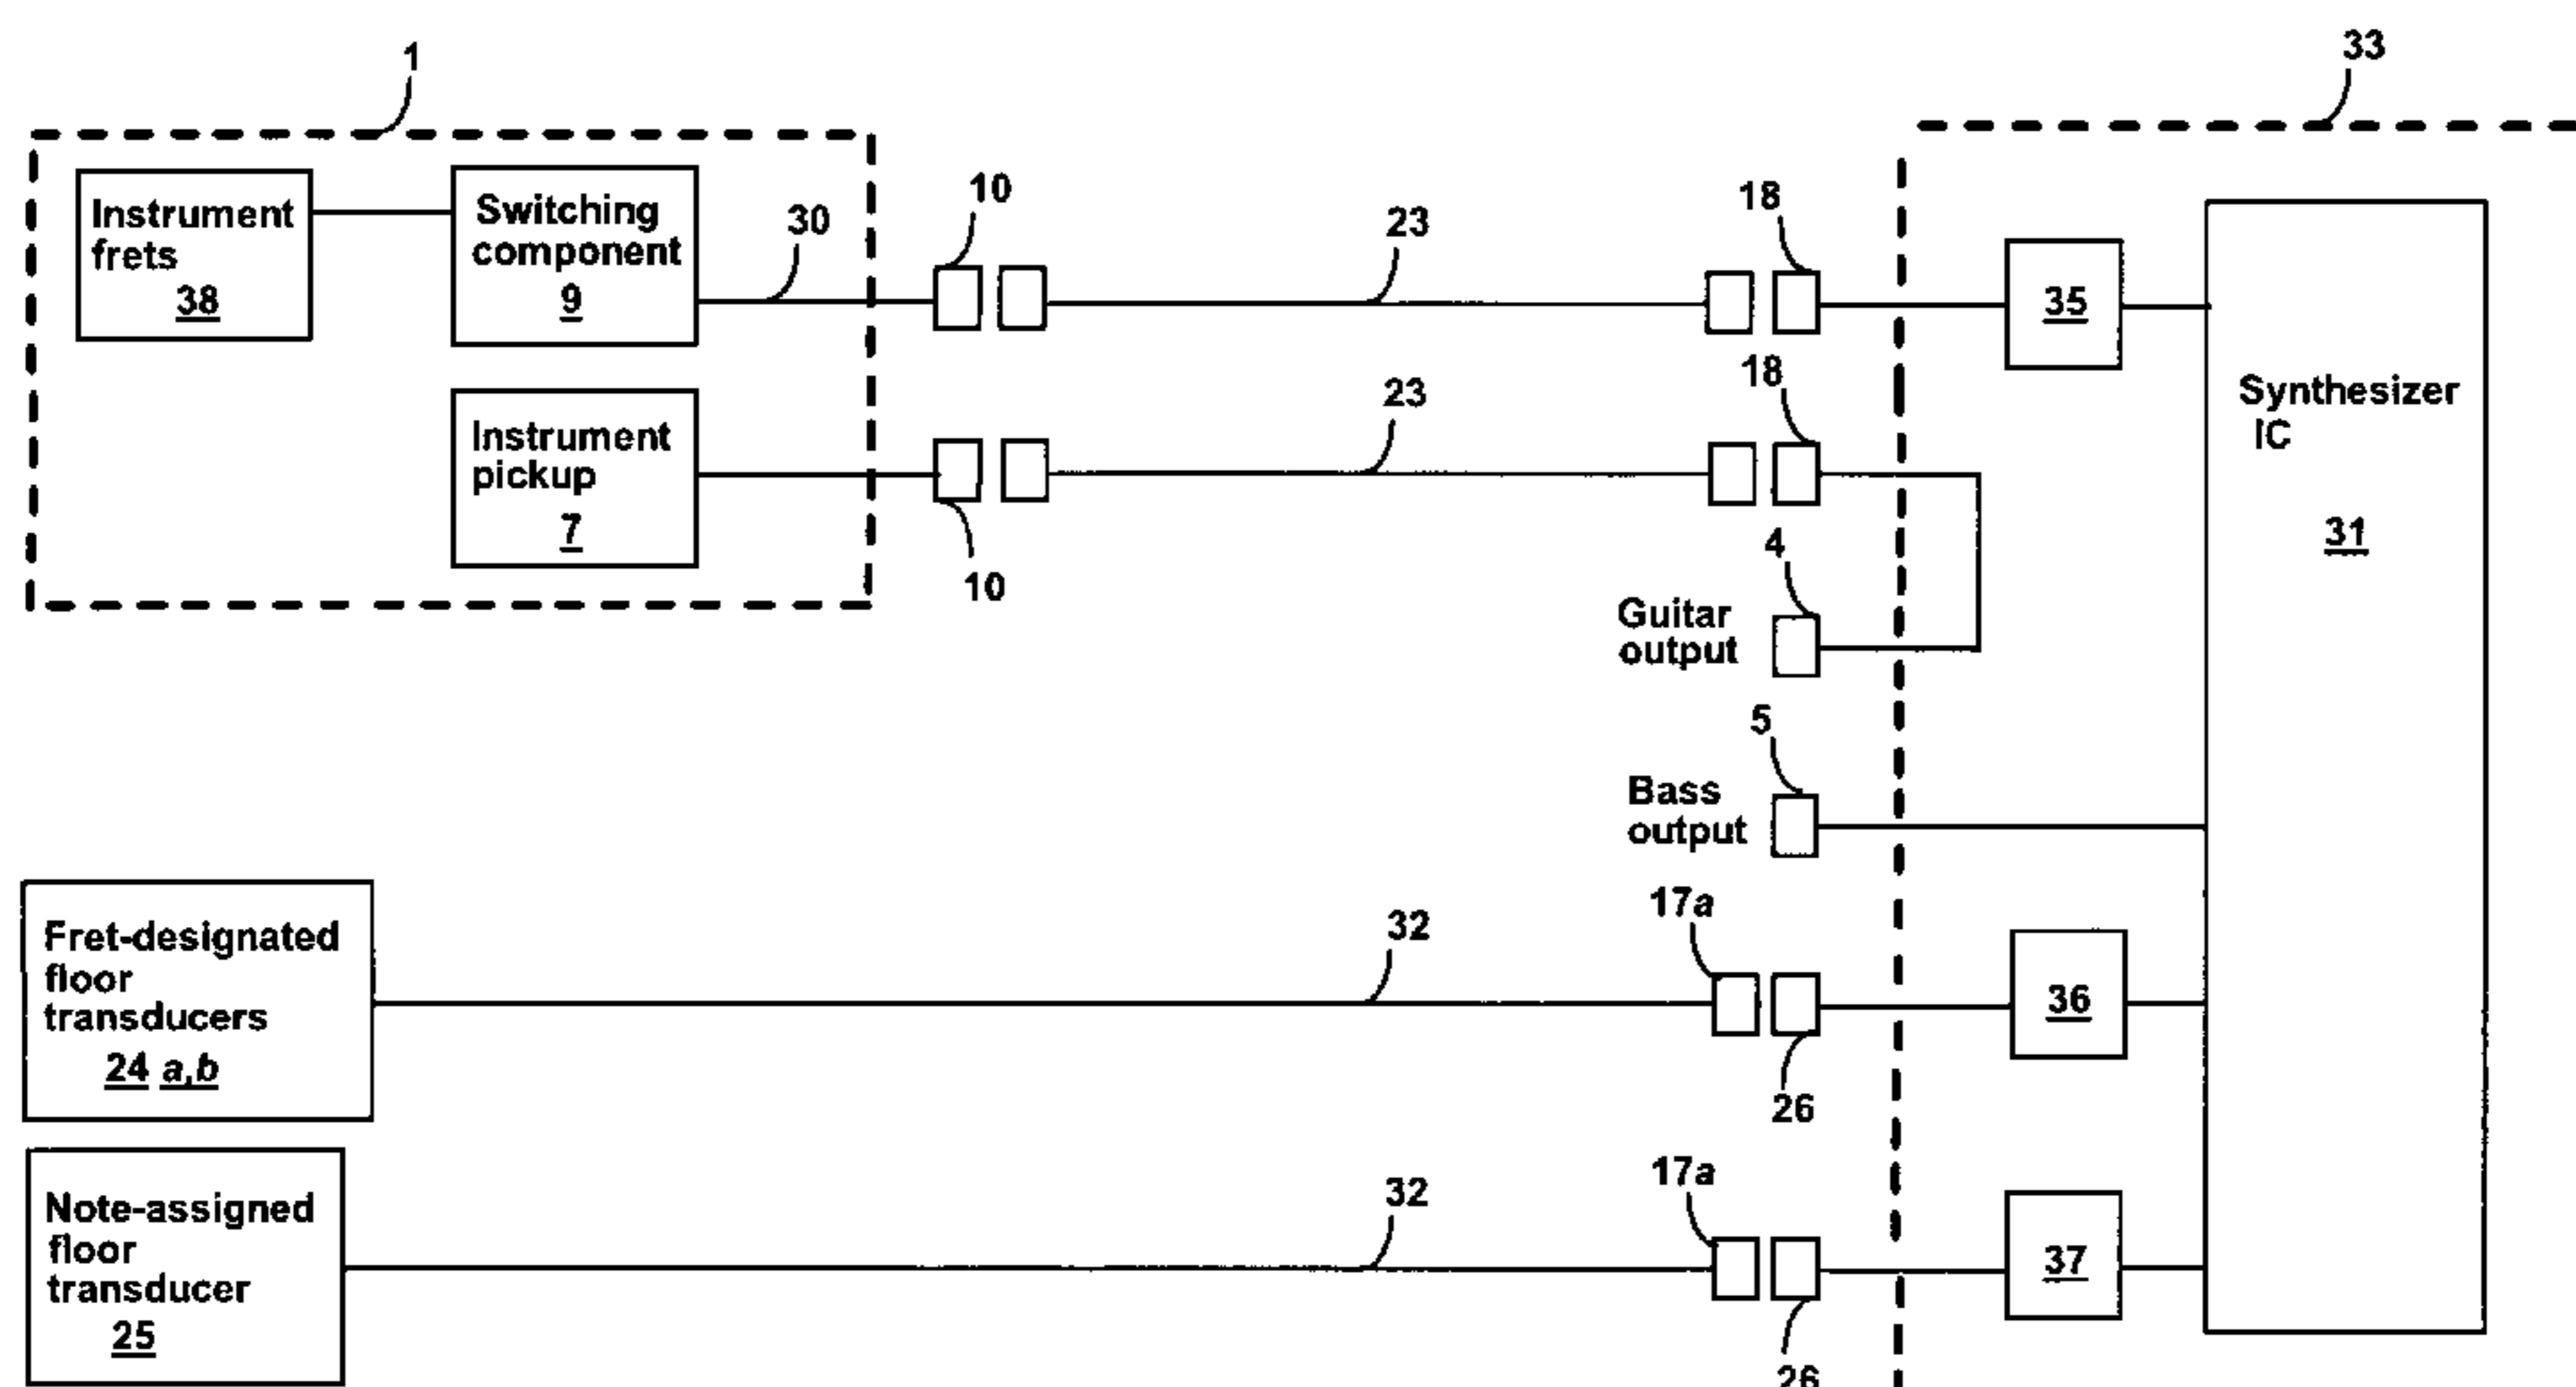 1
33
Instrument
frets
38
Switching
component
9
30
10
23
18
35
Synthesizer
IC
31
Instrument
pickup
7
10
23
18
4
Guitar
output
5
Bass
output
Fret-designated
floor
transducers
24 a,b
32
17a
26
36
Note-assigned
floor
transducer
25
32
17a
26
37